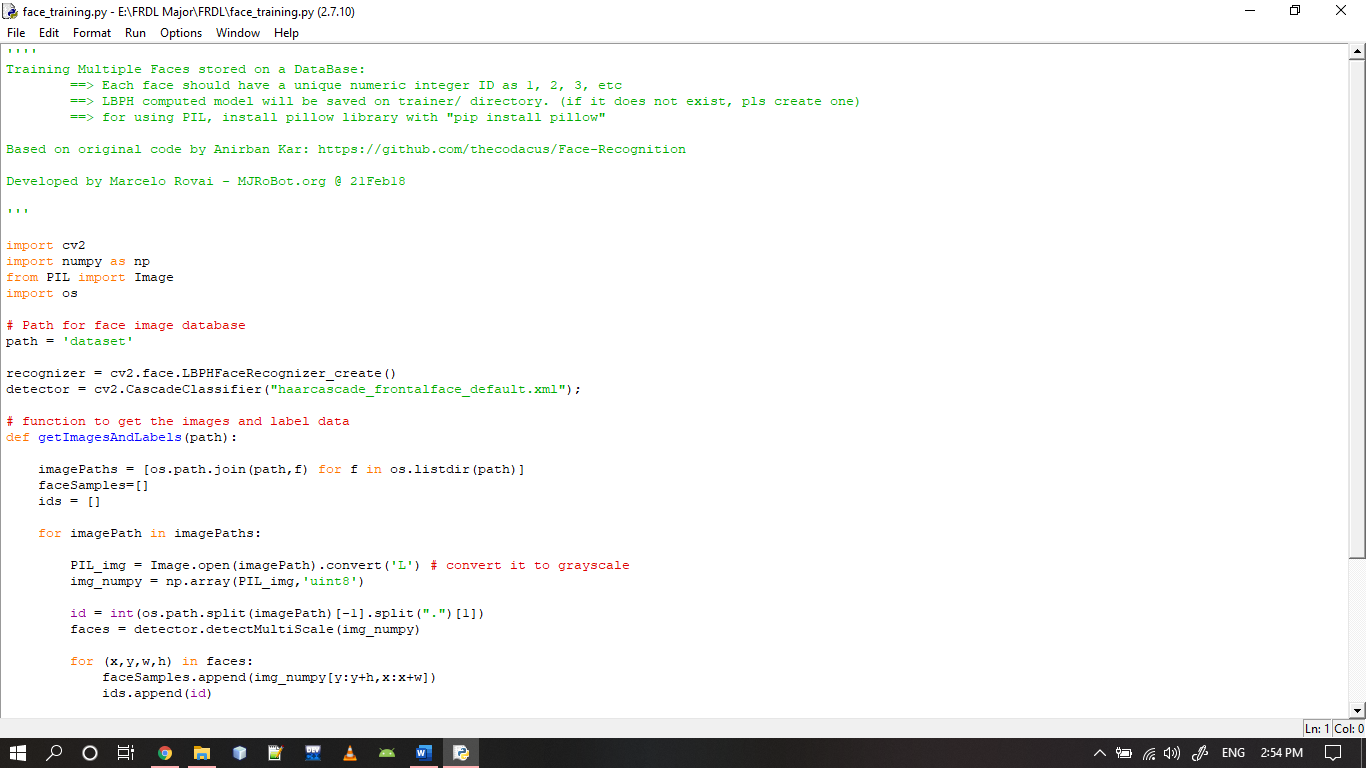 face_training.py - E:\FRDL Major\FRDL\face_training.py (2.7.10)
File Edit Format Run Options Window Help
''''
Training Multiple Faces stored on a DataBase:
        ==> Each face should have a unique numeric integer ID as 1, 2, 3, etc
        ==> LBPH computed model will be saved on trainer/ directory. (if it does not exist, pls create one)
        ==> for using PIL, install pillow library with "pip install pillow"
Based on original code by Anirban Kar: https://github.com/thecodacus/Face-Recognition
Developed by Marcelo Rovai - MJRoBot.org @ 21Feb18
'''
import cv2
import numpy as np
from PIL import Image
import os
# Path for face image database
path = 'dataset'
recognizer = cv2.face.LBPHFaceRecognizer_create()
detector = cv2.CascadeClassifier("haarcascade_frontalface_default.xml");
# function to get the images and label data
def getImagesAndLabels(path):
    imagePaths = [os.path.join(path,f) for f in os.listdir(path)]
    faceSamples=[]
    ids = []
    for imagePath in imagePaths:
        PIL_img = Image.open(imagePath).convert('L') # convert it to grayscale
        img_numpy = np.array(PIL_img,'uint8')
        id = int(os.path.split(imagePath)[-1].split(".")[1])
        faces = detector.detectMultiScale(img_numpy)
        for (x,y,w,h) in faces:
            faceSamples.append(img_numpy[y:y+h,x:x+w])
            ids.append(id)
Ln: 1 Col: 0
ENG 2:54 PM